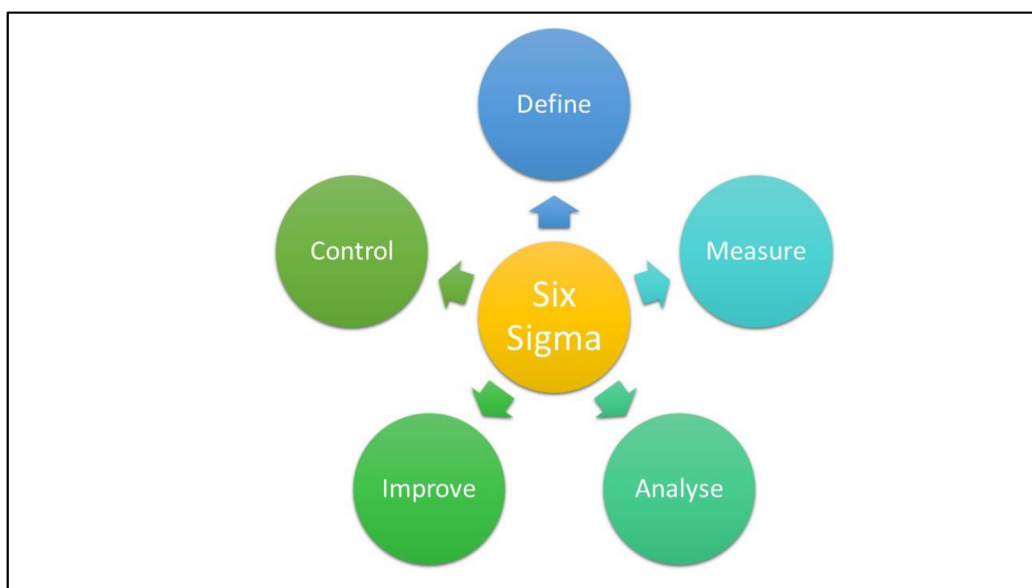 Define
Measure
Analyse
Improve
Control
Six
Sigma